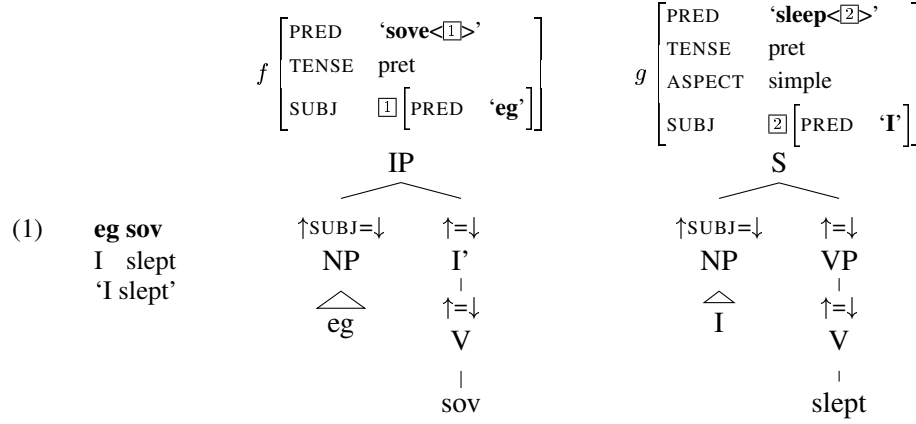 f [PRED ‘sove<1>’ TENSE pret SUBJ 1 [PRED ‘eg’]]
g [PRED ‘sleep<2>’ TENSE pret ASPECT simple SUBJ 2 [PRED ‘I’]]
IP S
(1) eg sov ↑SUBJ=↓ ↑=↓ ↑SUBJ=↓ ↑=↓
I slept NP I’ NP VP
‘I slept’ ↑=↓ ↑=↓
eg V I V
sov slept